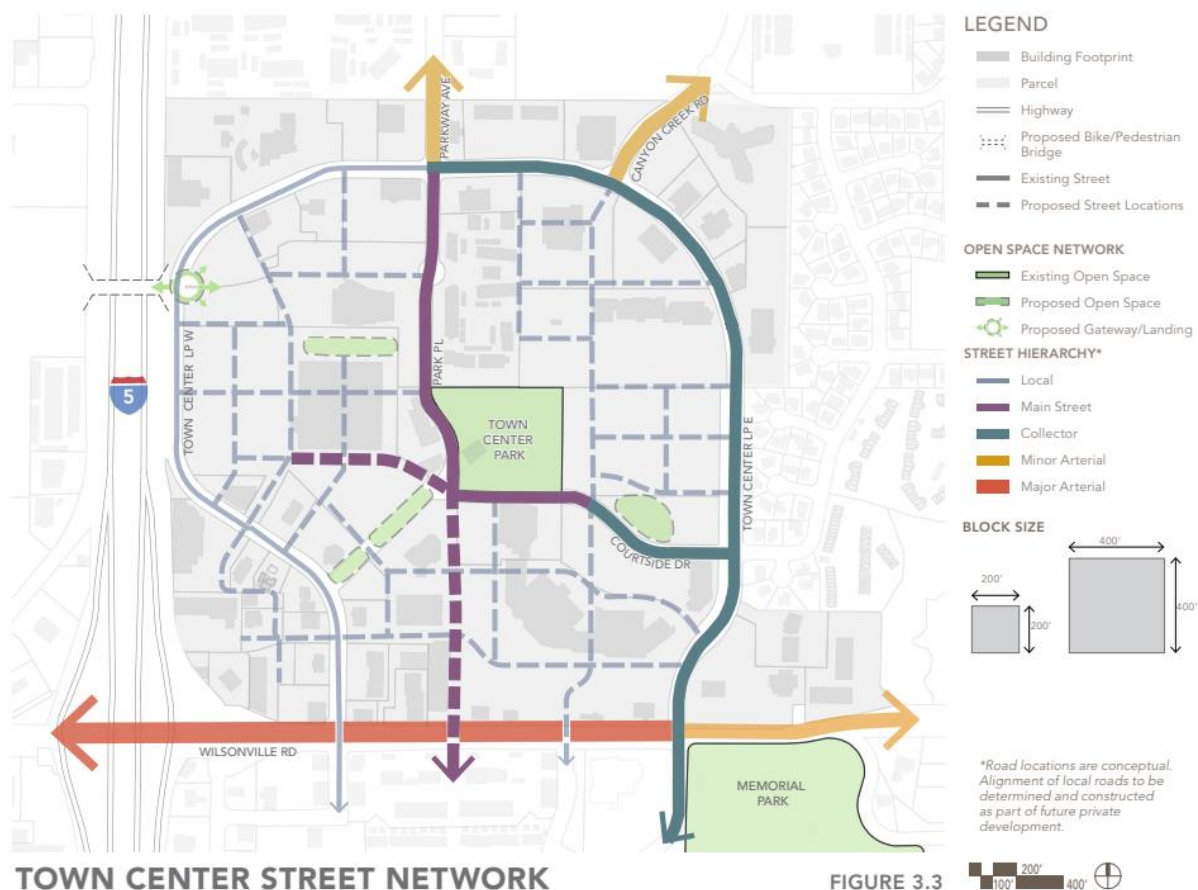 LEGEND
Building Footprint
Parcel
Highway
Proposed Bike/Pedestrian
Bridge
Existing Street
Proposed Street Locations
OPEN SPACE NETWORK
Existing Open Space
Proposed Open Space
Proposed Gateway/Landing
STREET HIERARCHY*
Local
Main Street
Collector
Minor Arterial
Major Arterial
BLOCK SIZE
400'
200'
200'
400'
*Road locations are conceptual.
Alignment of local roads to be
determined and constructed
as part of future private
development.
200'
100'
400'
PARKWAY AVE
CANYON CREEK RD
TOWN CENTER LP W
5
PARK PL
TOWN
CENTER
PARK
TOWN CENTER LP E
COURTSIDE DR
WILSONVILLE RD
MEMORIAL
PARK
TOWN CENTER STREET NETWORK
FIGURE 3.3